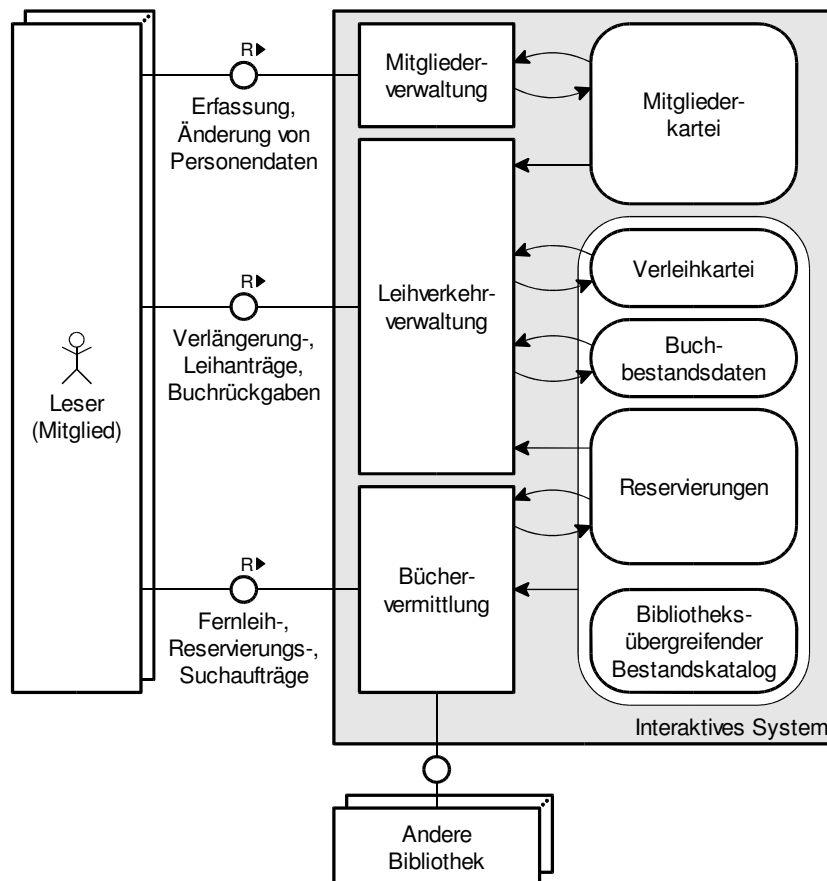 R
Erfassung,
Änderung von
Personendaten
Mitglieder-
verwaltung
Mitglieder-
kartei
R
Verlängerung-,
Leihanträge,
Buchrückgaben
Leihverkehr-
verwaltung
Verleihkartei
Buch-
bestandsdaten
Reservierungen
Leser
(Mitglied)
R
Fernleih-,
Reservierungs-,
Suchaufträge
Bücher-
vermittlung
Bibliotheks-
übergreifender
Bestandskatalog
Interaktives System
Andere
Bibliothek